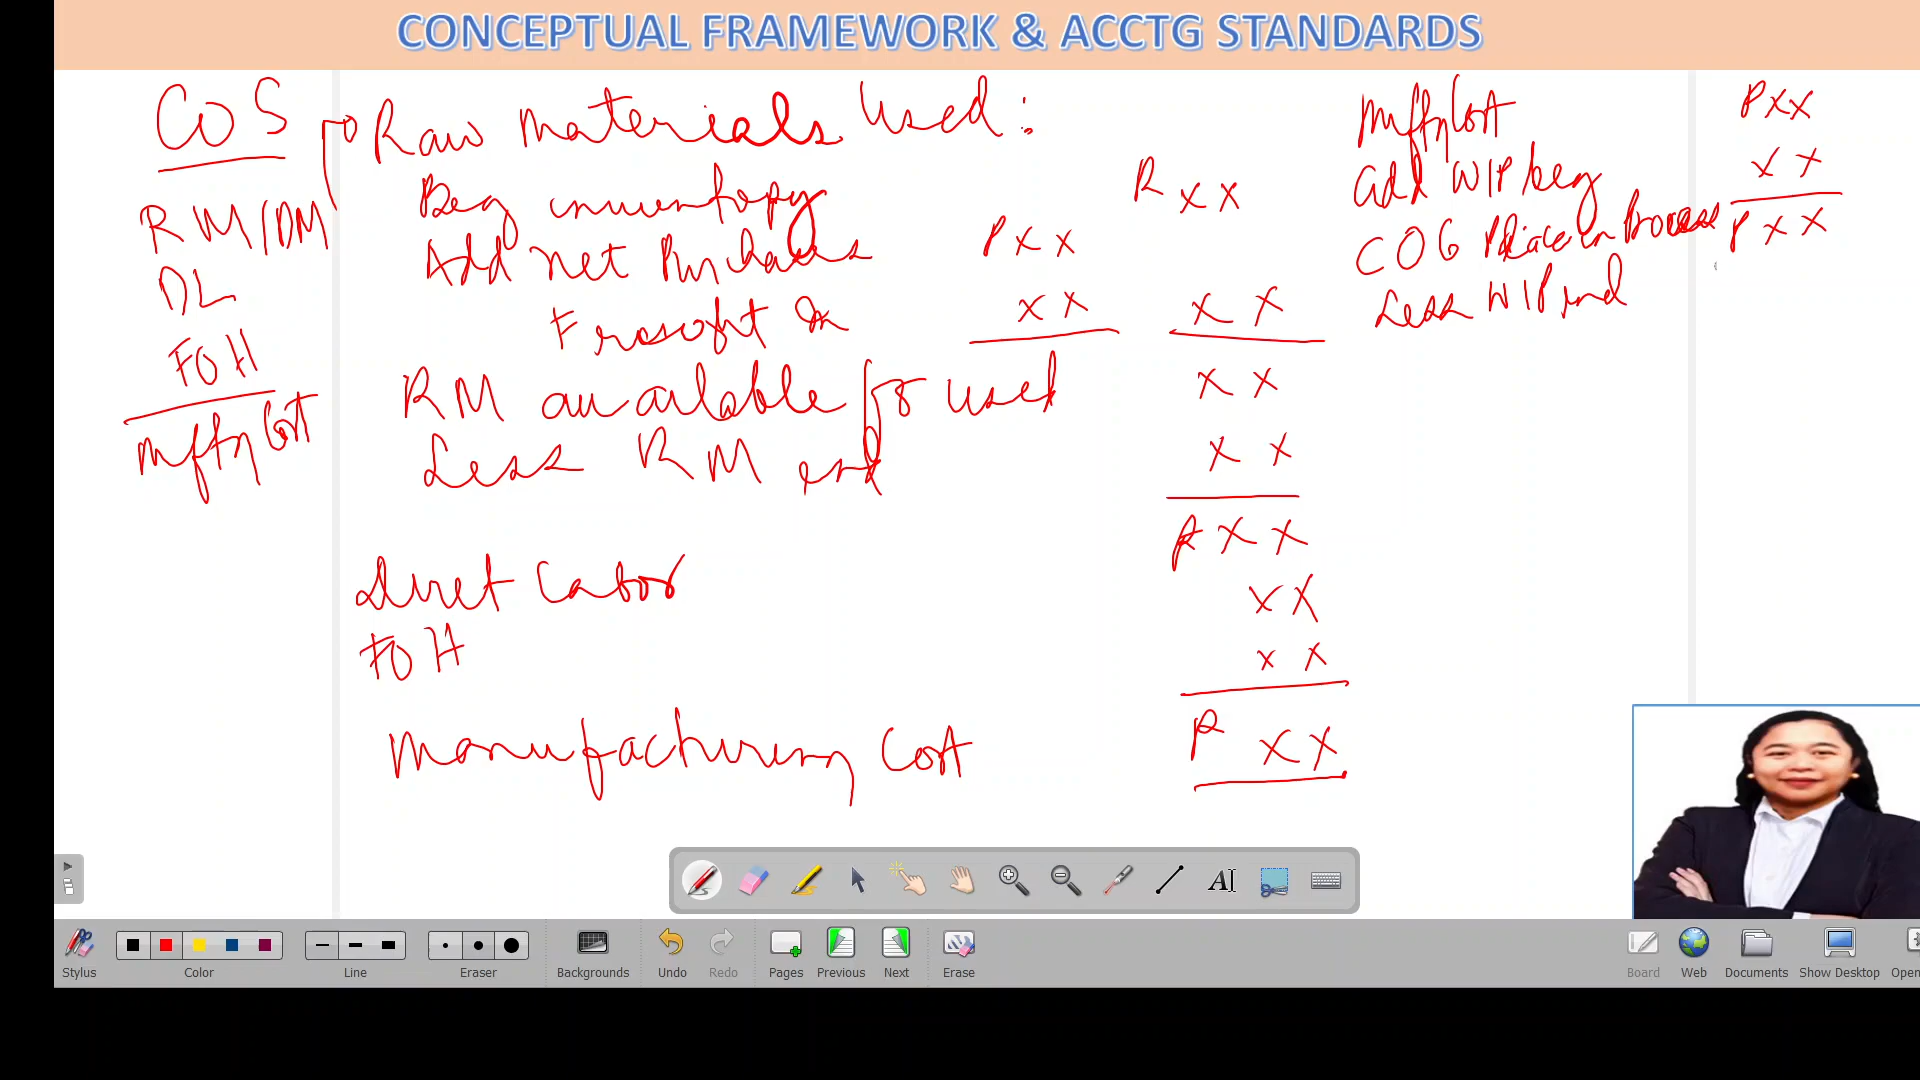 CONCEPTUAL FRAMEWORK & ACCTG STANDARDS
COS
RM/DM
DL
FOH
Mftg Cost
Raw materials Used:
Beg inventory P XX
Add net Purchases P XX
Freight In XX XX
RM available for used XX
Less RM end XX
P XX
Direct Labor XX
FOH XX
Manufacturing Cost P XX
Mftg Cost PXX
add WIP beg XX
COG Place in Process P XX
Less WIP end
A
Stylus
Color
Line
Eraser
Backgrounds
Undo
Redo
Pages
Previous
Next
Erase
Board
Web
Documents
Show Desktop
Open